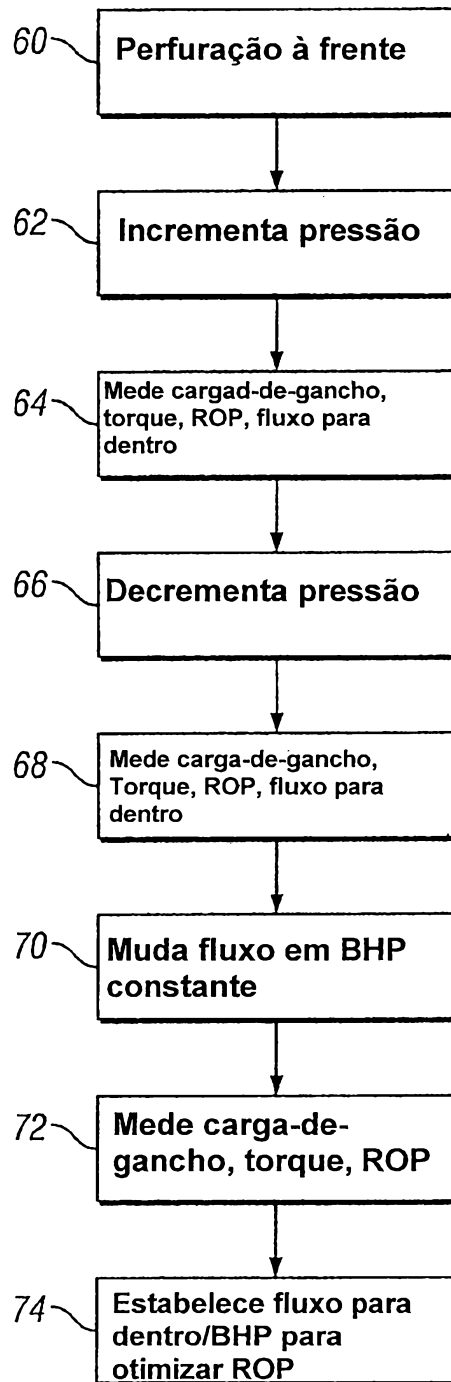 60
Perfuração à frente
62
Incrementa pressão
64
Mede cargad-de-gancho,
torque, ROP, fluxo para
dentro
66
Decrementa pressão
68
Mede carga-de-gancho,
Torque, ROP, fluxo para
dentro
70
Muda fluxo em BHP
constante
72
Mede carga-de-
gancho, torque, ROP
74
Estabelece fluxo para
dentro/BHP para
otimizar ROP